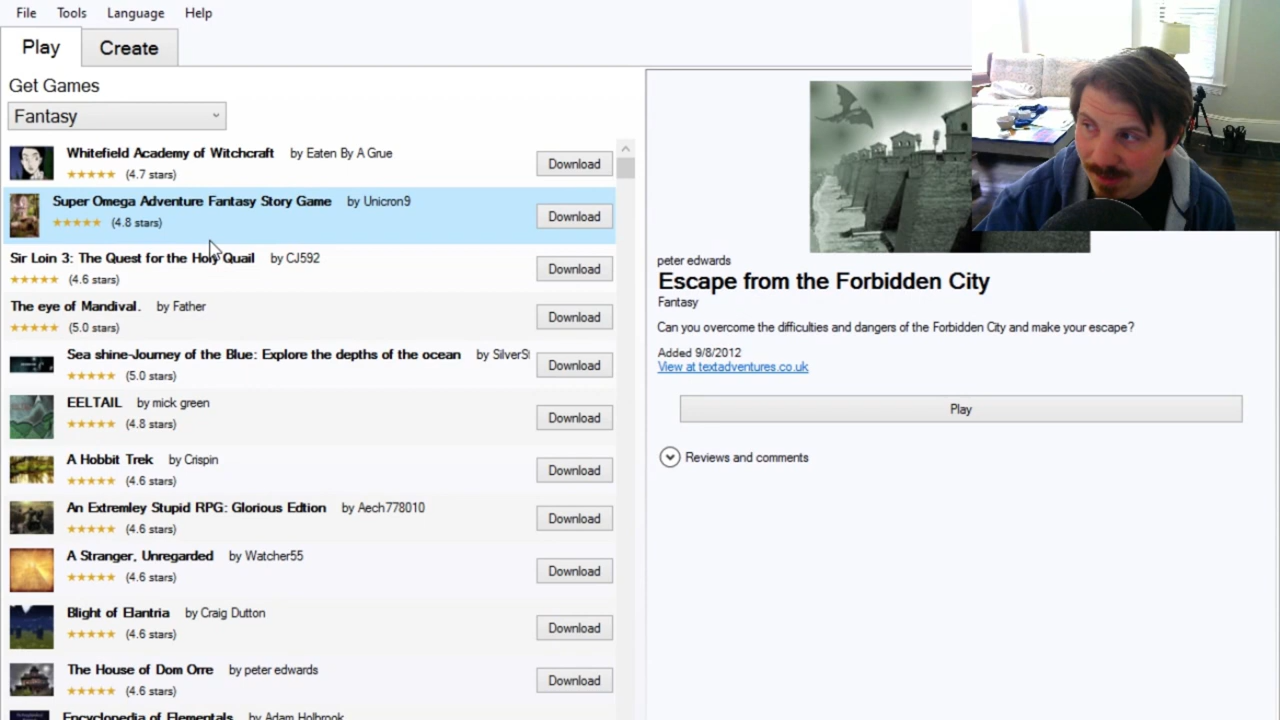 File Tools Language Help
Play Create
Get Games
Fantasy
Whitefield Academy of Witchcraft by Eaten By A Grue
(4.7 stars)
Download
Super Omega Adventure Fantasy Story Game by Unicron9
(4.8 stars)
Download
Sir Loin 3: The Quest for the Holy Quail by CJ592
(4.6 stars)
Download
The eye of Mandival. by Father
(5.0 stars)
Download
Sea shine-Journey of the Blue: Explore the depths of the ocean by SilverS
(5.0 stars)
Download
EELTAIL by mick green
(4.8 stars)
Download
A Hobbit Trek by Crispin
(4.6 stars)
Download
An Extremley Stupid RPG: Glorious Edtion by Aech778010
(4.6 stars)
Download
A Stranger, Unregarded by Watcher55
(4.6 stars)
Download
Blight of Elantria by Craig Dutton
(4.6 stars)
Download
The House of Dom Orre by peter edwards
(4.6 stars)
Download
Encyclopedia of Elementals by Adam Holbrook
peter edwards
Escape from the Forbidden City
Fantasy
Can you overcome the difficulties and dangers of the Forbidden City and make your escape?
Added 9/8/2012
View at textadventures.co.uk
Play
Reviews and comments